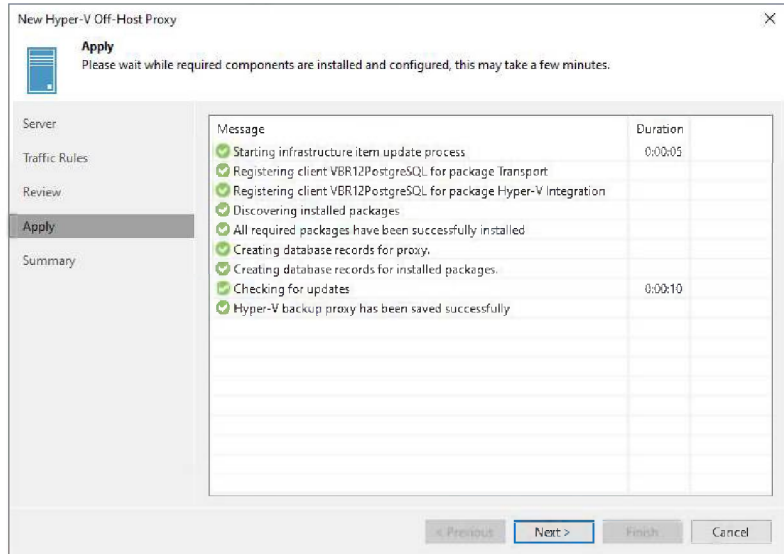 New Hyper-V Off-Host Proxy
Apply
Please wait while required components are installed and configured, this may take a few minutes.
Server
Traffic Rules
Review
Apply
Summary
Message Duration
Starting infrastructure item update process 0:00:05
Registering client VBR12PostgreSQL for package Transport
Registering client VBR12PostgreSQL for package Hyper-V Integration
Discovering installed packages
All required packages have been successfully installed
Creating database records for proxy.
Creating database records for installed packages.
Checking for updates 0:00:10
Hyper-V backup proxy has been saved successfully
< Previous Next > Finish Cancel